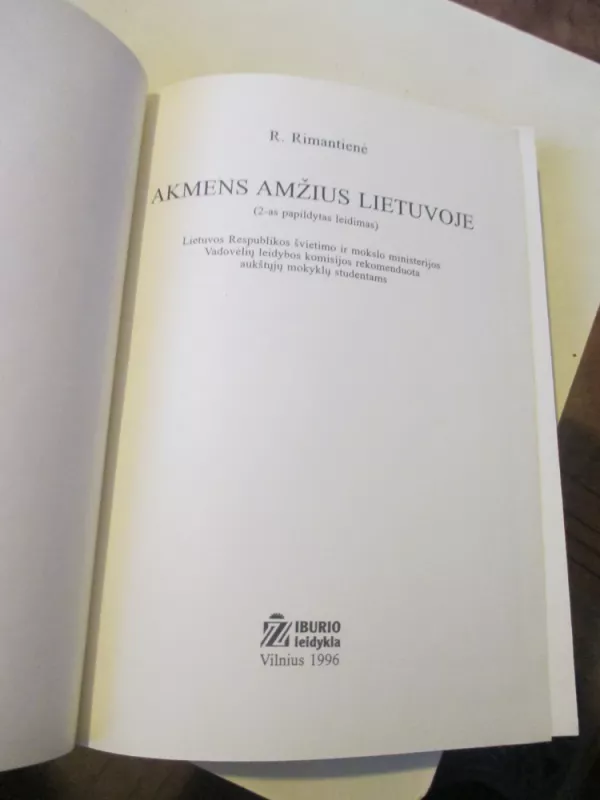 R. Rimantienė
AKMENS AMŽIUS LIETUVOJE
(2-as papildytas leidimas)
Lietuvos Respublikos švietimo ir mokslo ministerijos
Vadovėlių leidybos komisijos rekomenduota
aukštųjų mokyklų studentams
ŽIBURIO
leidykla
Vilnius 1996